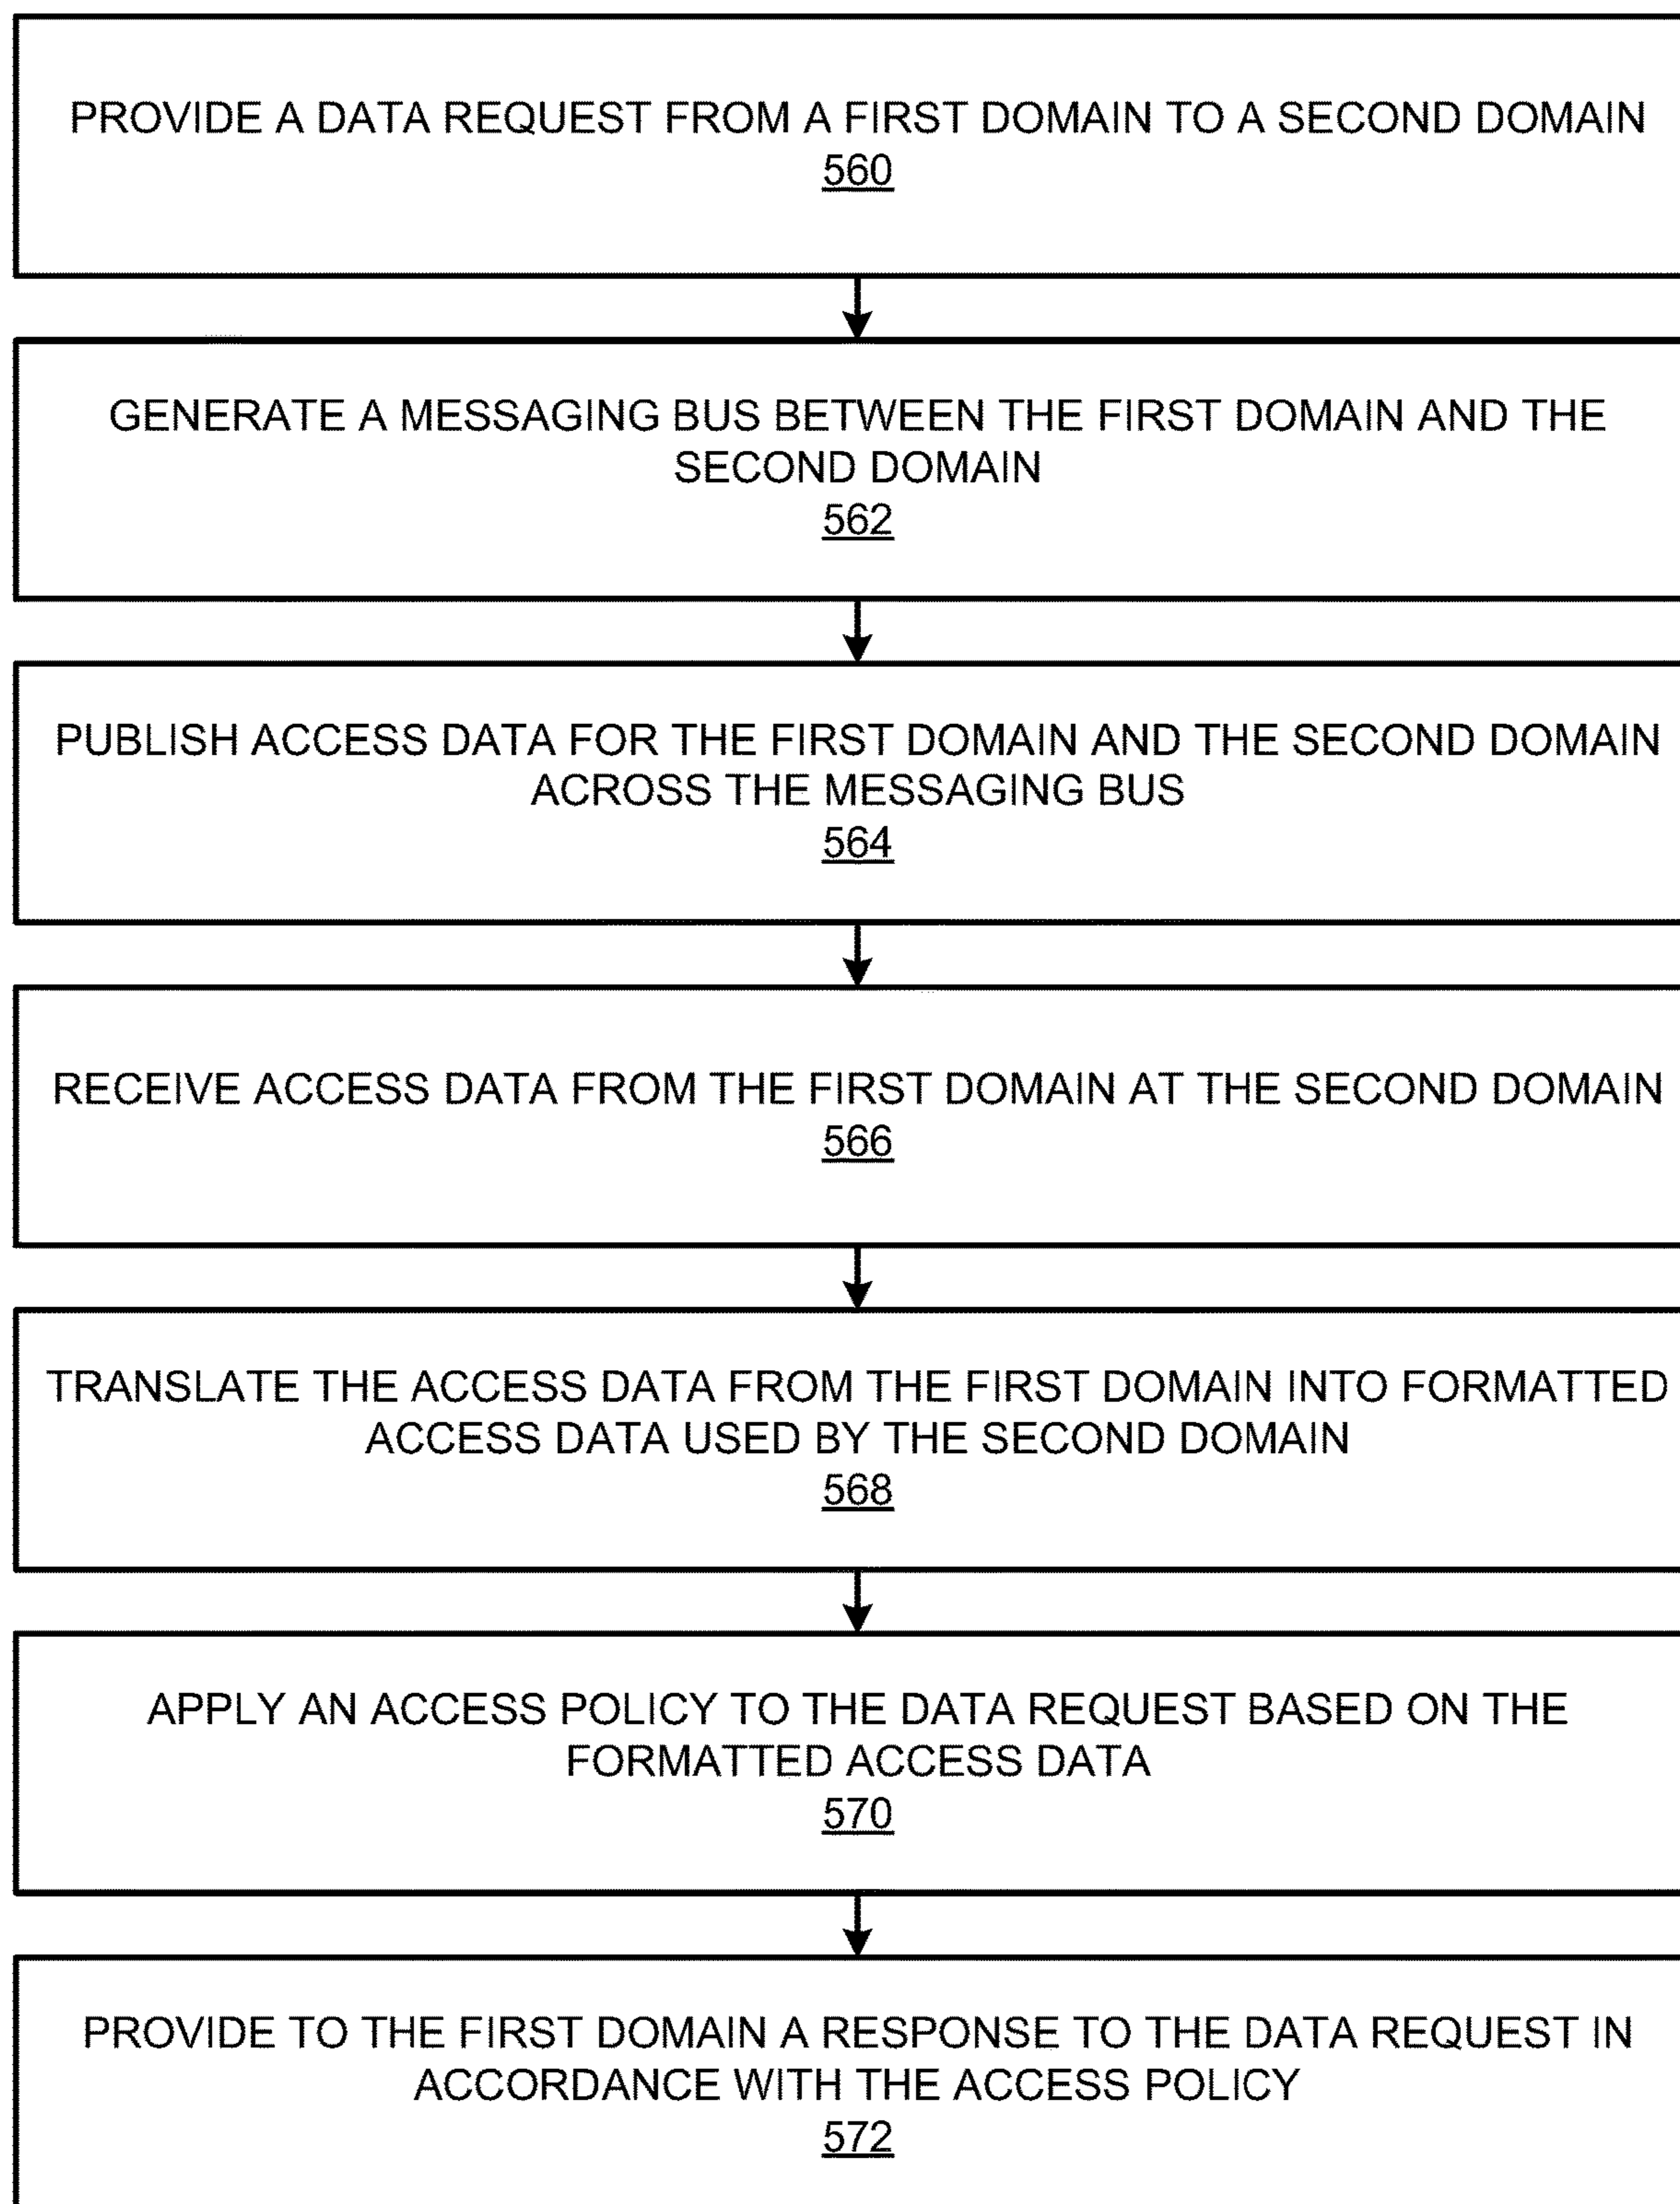 PROVIDE A DATA REQUEST FROM A FIRST DOMAIN TO A SECOND DOMAIN
560
GENERATE A MESSAGING BUS BETWEEN THE FIRST DOMAIN AND THE
SECOND DOMAIN
562
PUBLISH ACCESS DATA FOR THE FIRST DOMAIN AND THE SECOND DOMAIN
ACROSS THE MESSAGING BUS
564
RECEIVE ACCESS DATA FROM THE FIRST DOMAIN AT THE SECOND DOMAIN
566
TRANSLATE THE ACCESS DATA FROM THE FIRST DOMAIN INTO FORMATTED
ACCESS DATA USED BY THE SECOND DOMAIN
568
APPLY AN ACCESS POLICY TO THE DATA REQUEST BASED ON THE
FORMATTED ACCESS DATA
570
PROVIDE TO THE FIRST DOMAIN A RESPONSE TO THE DATA REQUEST IN
ACCORDANCE WITH THE ACCESS POLICY
572